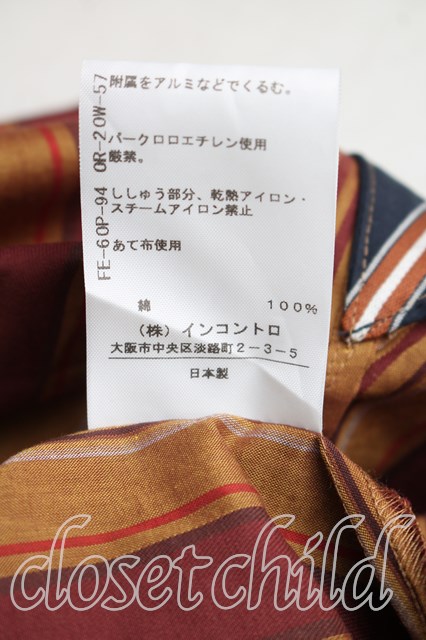 附属をアルミなどでくるむ。
パークロロエチレン使用
厳禁。
ししゅう部分、乾熱アイロン・
スチームアイロン禁止
あて布使用
綿 100%
(株)インコントロ
大阪市中央区淡路町2-3-5
日本製
FE-60P-94 OR-20W-57
closetchild